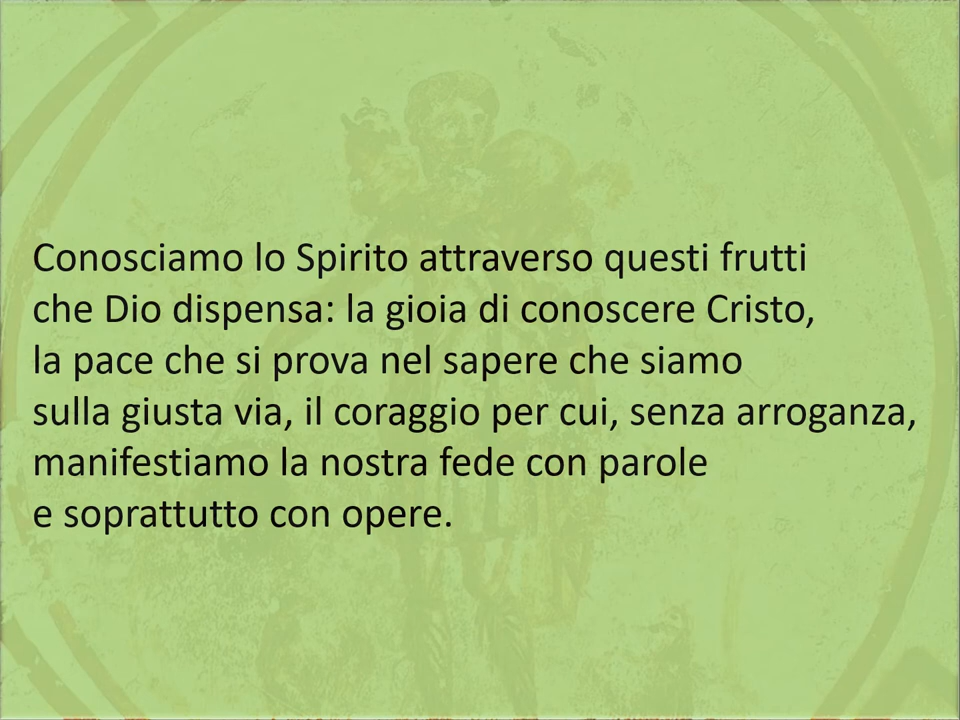 Conosciamo lo Spirito attraverso questi frutti
che Dio dispensa: la gioia di conoscere Cristo,
la pace che si prova nel sapere che siamo
sulla giusta via, il coraggio per cui, senza arroganza,
manifestiamo la nostra fede con parole
e soprattutto con opere.